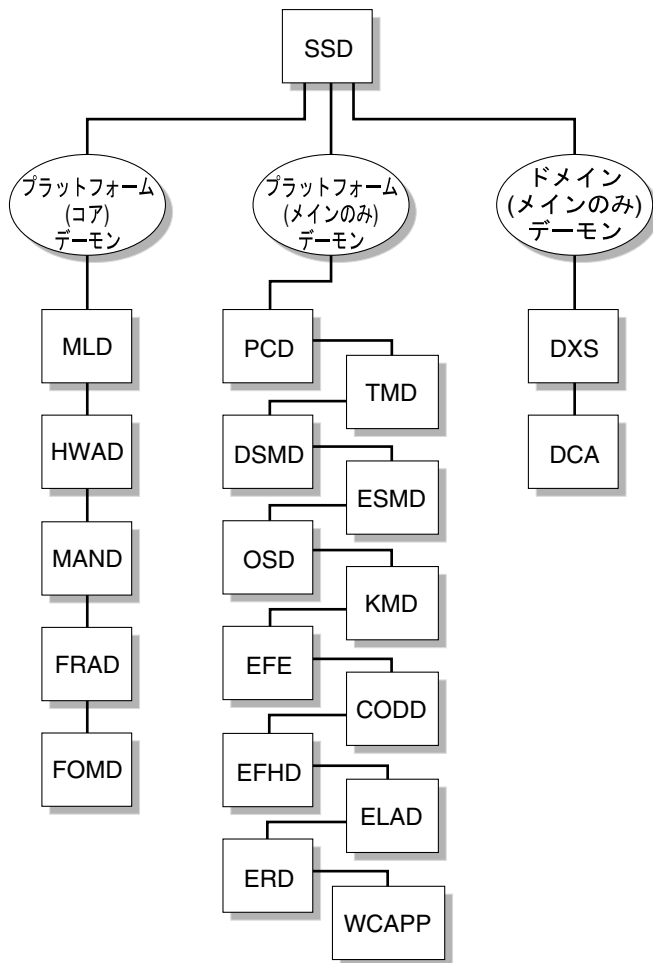 SSD
プラットフォーム
(コア)
デーモン
プラットフォーム
(メインのみ)
デーモン
ドメイン
(メインのみ)
デーモン
MLD
HWAD
MAND
FRAD
FOMD
PCD
TMD
DSMD
ESMD
OSD
KMD
EFE
CODD
EFHD
ELAD
ERD
WCAPP
DXS
DCA